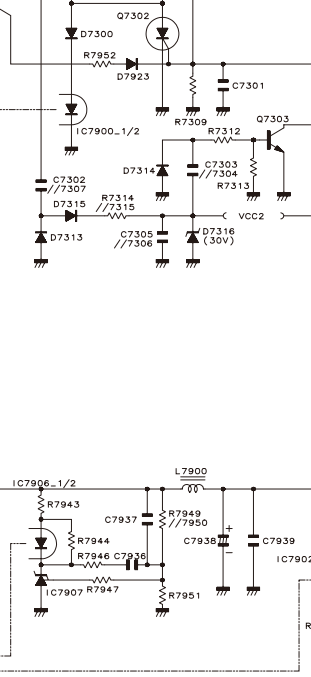 Q7302
D7300
R7952
D7923
C7301
R7309
IC7900_1/2
Q7303
R7312
D7314
C7303
//7304
R7313
C7302
//7307
D7315
R7314
//7315
VCC2
D7313
C7305
//7306
D7316
(30V)
L7900
IC7906_1/2
R7943
C7937
R7949
//7950
R7944
+
C7938
-
C7939
R7946
C7936
IC7902
IC7907
R7947
R7951
R